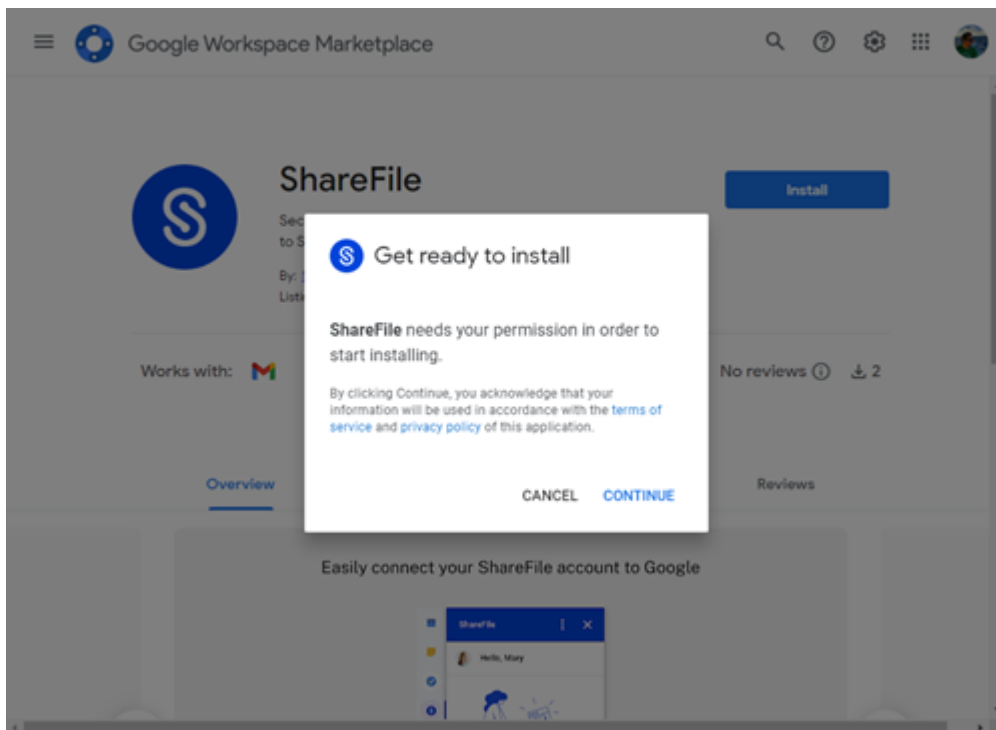 Google Workspace Marketplace
ShareFile
Install
Sec
to S
By:
Listi
Get ready to install
ShareFile needs your permission in order to
start installing.
By clicking Continue, you acknowledge that your
information will be used in accordance with the terms of
service and privacy policy of this application.
CANCEL CONTINUE
Works with:
No reviews 2
Overview
Reviews
Easily connect your ShareFile account to Google
ShareFile
Hello, Mary